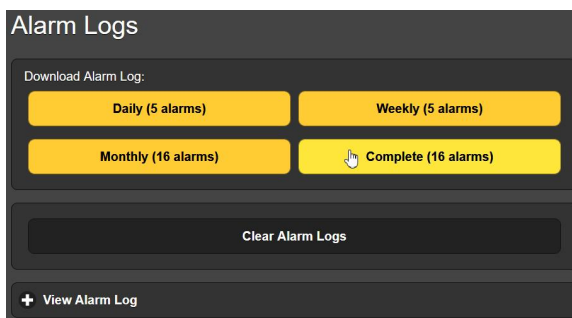 Alarm Logs
Download Alarm Log:
Daily (5 alarms)
Weekly (5 alarms)
Monthly (16 alarms)
Complete (16 alarms)
Clear Alarm Logs
View Alarm Log